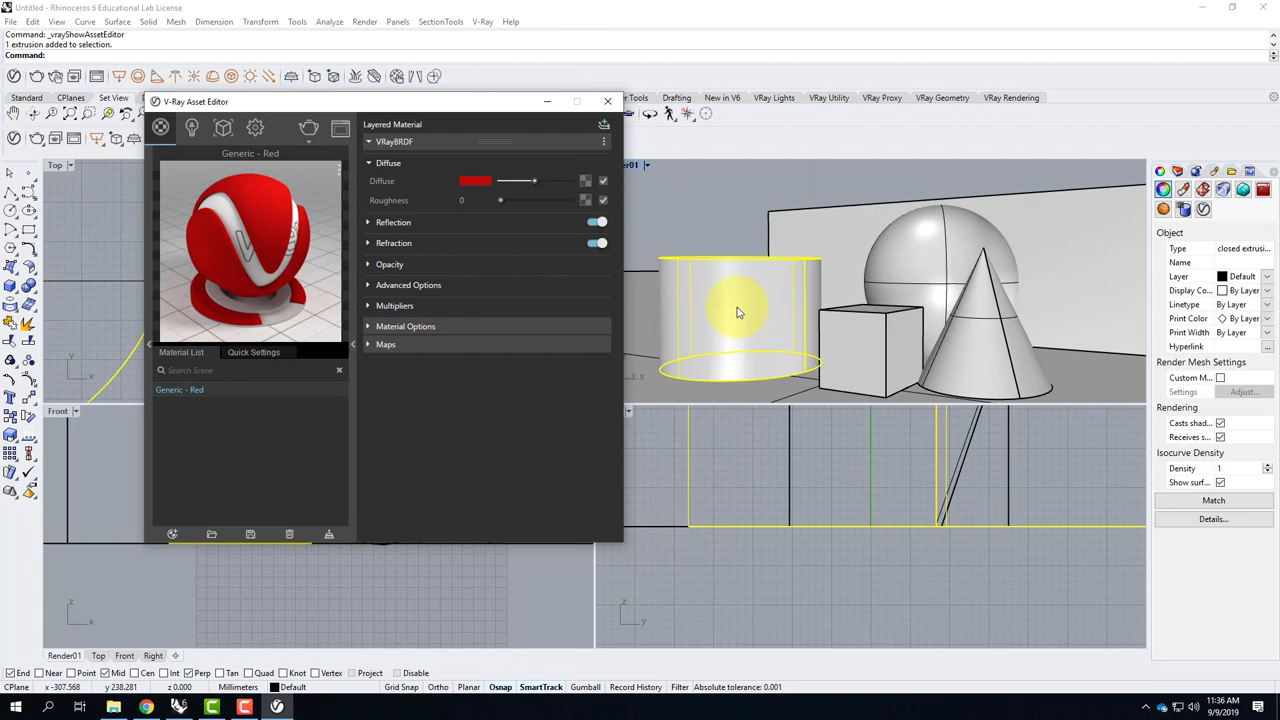 Untitled - Rhinoceros 6 Educational Lab License
File Edit View Curve Surface Solid Mesh Dimension Transform Tools Analyze Render Panels SectionTools V-Ray Help
Command: _vrayShowAssetEditor
1 extrusion added to selection.
Command:
Standard CPlanes Set View Tools Drafting New in V6 VRay Lights VRay Utility VRay Proxy VRay Geometry VRay Rendering
V-Ray Asset Editor
Generic - Red
Material List Quick Settings
Search Scene
Generic - Red
Layered Material
VRayBRDF
Diffuse
Diffuse
Roughness 0
Reflection
Refraction
Opacity
Advanced Options
Multipliers
Material Options
Maps
Top
Front
Object
Type closed extrusi...
Name
Layer Default
Display Co... By Layer
Linetype By Layer
Print Color By Layer
Print Width By Layer
Hyperlink ...
Render Mesh Settings
Custom M...
Settings Adjust...
Rendering
Casts shad...
Receives s...
Isocurve Density
Density 1
Show surf...
Match
Details...
Render01 Top Front Right
End Near Point Mid Cen Int Perp Tan Quad Knot Vertex Project Disable
CPlane x -307.568 y 238.281 z 0.000 Millimeters Default Grid Snap Ortho Planar Osnap SmartTrack Gumball Record History Filter Absolute tolerance: 0.001
11:36 AM
9/9/2019